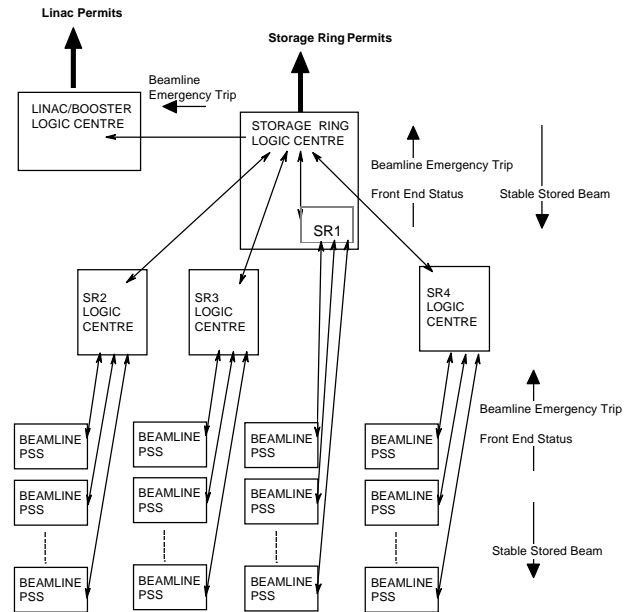 Linac Permits
Storage Ring Permits
Beamline
Emergency Trip
LINAC/BOOSTER
LOGIC CENTRE
STORAGE RING
LOGIC CENTRE
Beamline Emergency Trip
Front End Status
Stable Stored Beam
SR1
SR2
LOGIC
CENTRE
SR3
LOGIC
CENTRE
SR4
LOGIC
CENTRE
Beamline Emergency Trip
Front End Status
BEAMLINE
PSS
BEAMLINE
PSS
BEAMLINE
PSS
BEAMLINE
PSS
BEAMLINE
PSS
BEAMLINE
PSS
BEAMLINE
PSS
BEAMLINE
PSS
Stable Stored Beam
BEAMLINE
PSS
BEAMLINE
PSS
BEAMLINE
PSS
BEAMLINE
PSS